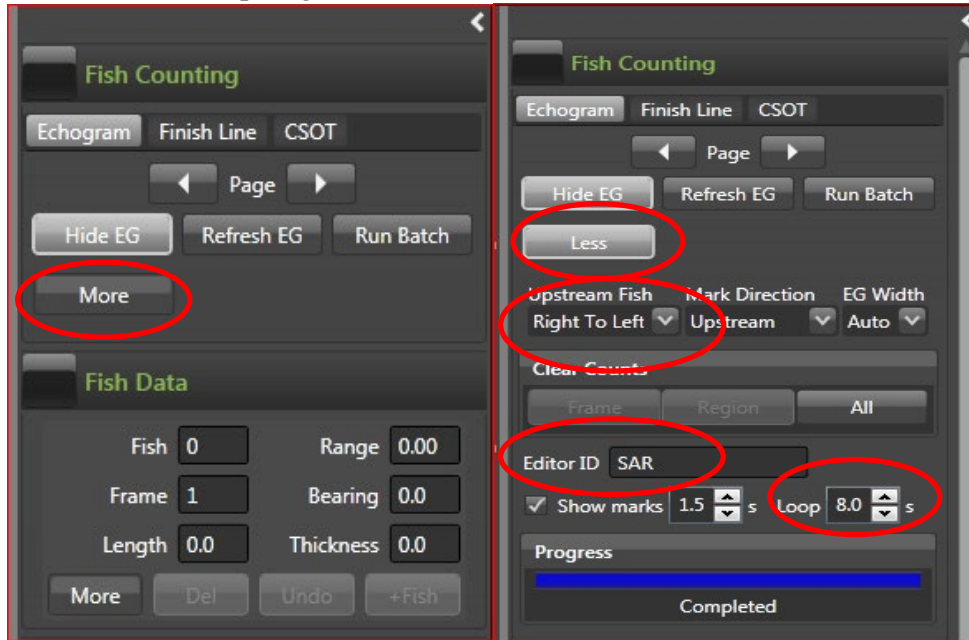 Fish Counting
Echogram Finish Line CSOT
Page
Hide EG Refresh EG Run Batch
More
Fish Data
Fish 0 Range 0.00
Frame 1 Bearing 0.0
Length 0.0 Thickness 0.0
More Del Undo +Fish
Fish Counting
Echogram Finish Line CSOT
Page
Hide EG Refresh EG Run Batch
Less
Upstream Fish Mark Direction EG Width
Right To Left Upstream Auto
Clear Counts
Frame Region All
Editor ID SAR
Show marks 1.5 s Loop 8.0 s
Progress
Completed